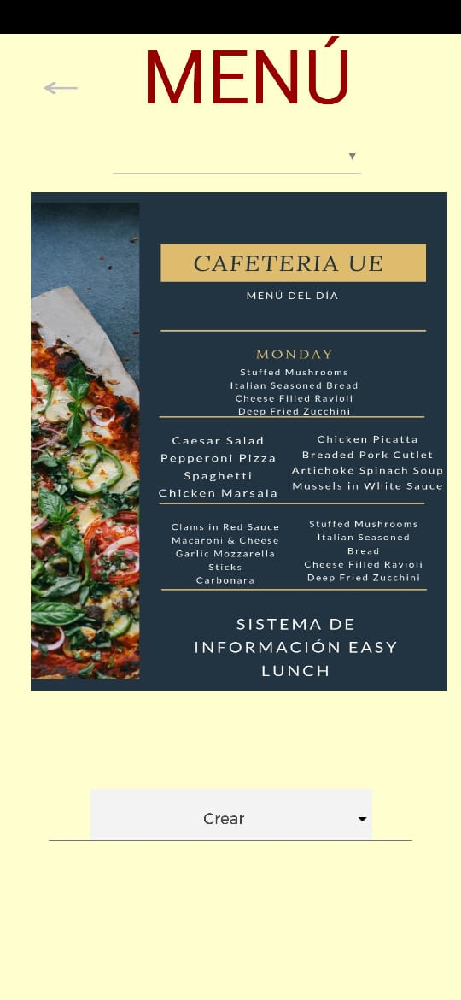 MENÚ
CAFETERIA UE
MENÚ DEL DÍA
MONDAY
Stuffed Mushrooms
Italian Seasoned Bread
Cheese Filled Ravioli
Deep Fried Zucchini
Caesar Salad
Pepperoni Pizza
Spaghetti
Chicken Marsala
Chicken Picatta
Breaded Pork Cutlet
Artichoke Spinach Soup
Mussels in White Sauce
Clams in Red Sauce
Macaroni & Cheese
Garlic Mozzarella
Sticks
Carbonara
Stuffed Mushrooms
Italian Seasoned
Bread
Cheese Filled Ravioli
Deep Fried Zucchini
SISTEMA DE
INFORMACIÓN EASY
LUNCH
Crear